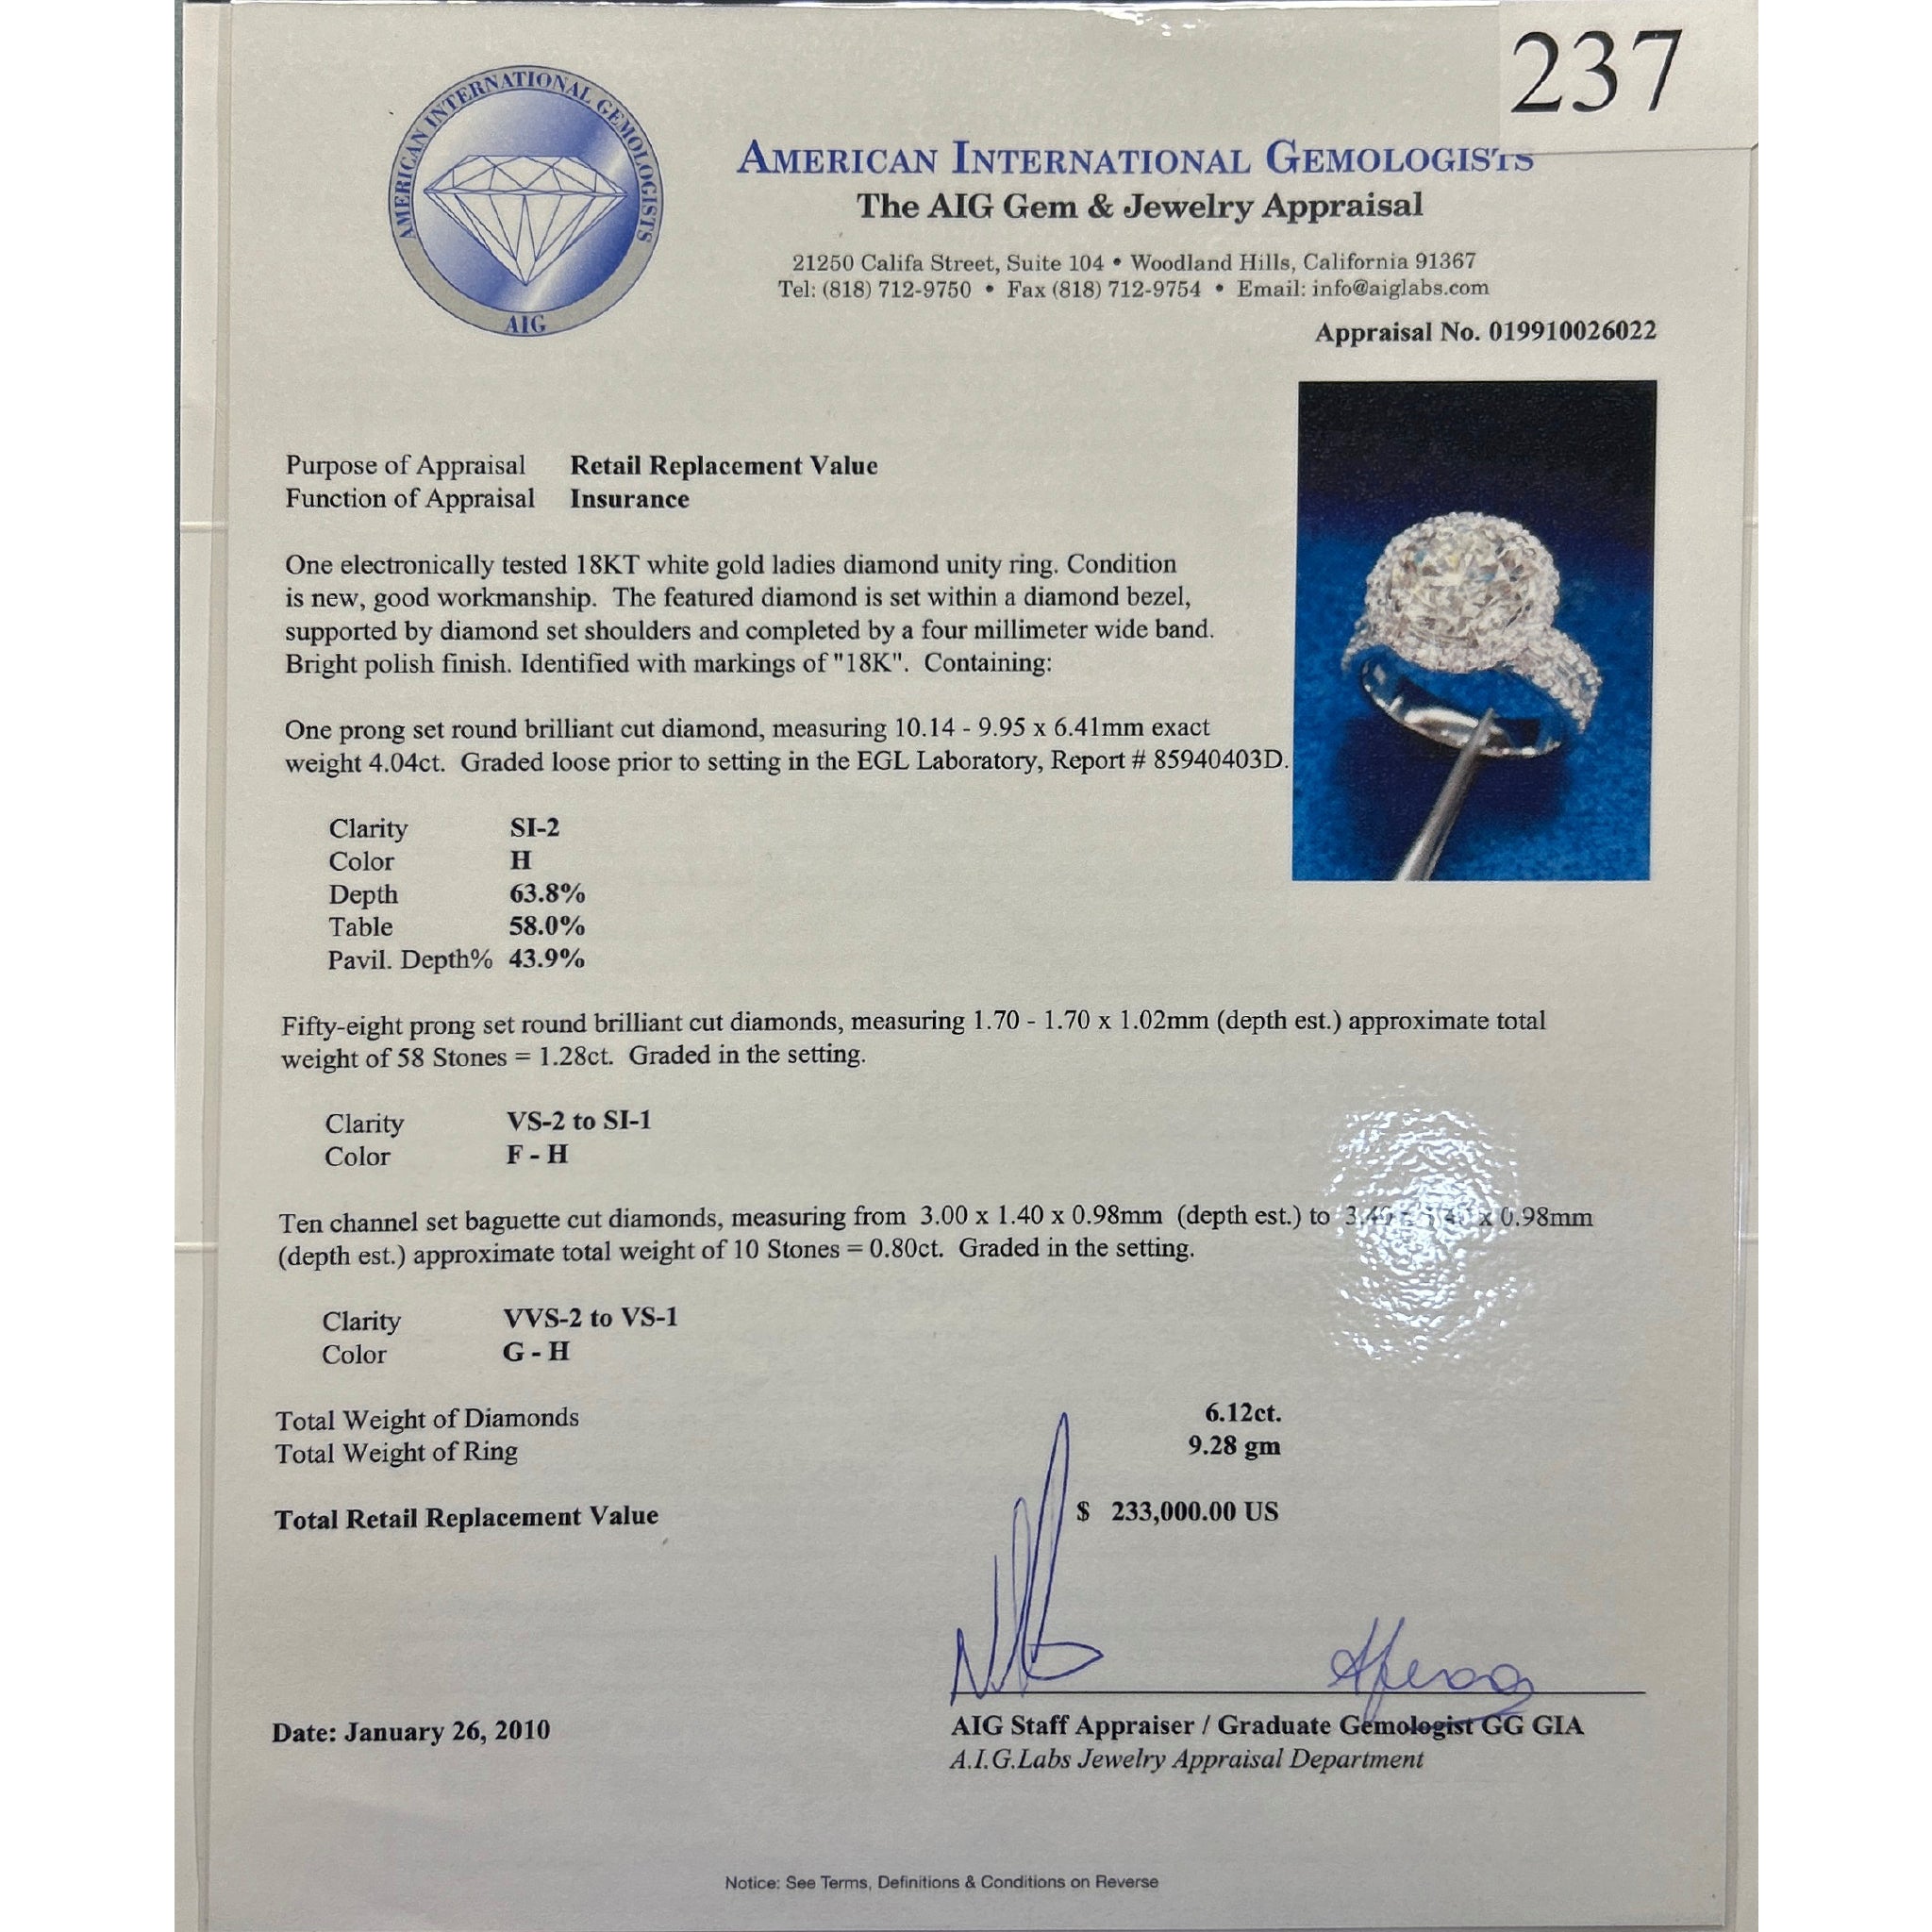 237
AMERICAN INTERNATIONAL GEMOLOGISTS
AIG
AMERICAN INTERNATIONAL GEMOLOGISTS
The AIG Gem & Jewelry Appraisal
21250 Califa Street, Suite 104 • Woodland Hills, California 91367
Tel: (818) 712-9750 • Fax (818) 712-9754 • Email: info@aiglabs.com
Appraisal No. 019910026022
Purpose of Appraisal Retail Replacement Value
Function of Appraisal Insurance
One electronically tested 18KT white gold ladies diamond unity ring. Condition
is new, good workmanship. The featured diamond is set within a diamond bezel,
supported by diamond set shoulders and completed by a four millimeter wide band.
Bright polish finish. Identified with markings of "18K". Containing:
One prong set round brilliant cut diamond, measuring 10.14 - 9.95 x 6.41mm exact
weight 4.04ct. Graded loose prior to setting in the EGL Laboratory, Report # 85940403D.
Clarity SI-2
Color H
Depth 63.8%
Table 58.0%
Pavil. Depth% 43.9%
Fifty-eight prong set round brilliant cut diamonds, measuring 1.70 - 1.70 x 1.02mm (depth est.) approximate total
weight of 58 Stones = 1.28ct. Graded in the setting.
Clarity VS-2 to SI-1
Color F - H
Ten channel set baguette cut diamonds, measuring from 3.00 x 1.40 x 0.98mm (depth est.) to x 0.98mm
(depth est.) approximate total weight of 10 Stones = 0.80ct. Graded in the setting.
Clarity VVS-2 to VS-1
Color G - H
Total Weight of Diamonds 6.12ct.
Total Weight of Ring 9.28 gm
Total Retail Replacement Value $ 233,000.00 US
Date: January 26, 2010
AIG Staff Appraiser / Graduate Gemologist GG GIA
A.I.G.Labs Jewelry Appraisal Department
Notice: See Terms, Definitions & Conditions on Reverse